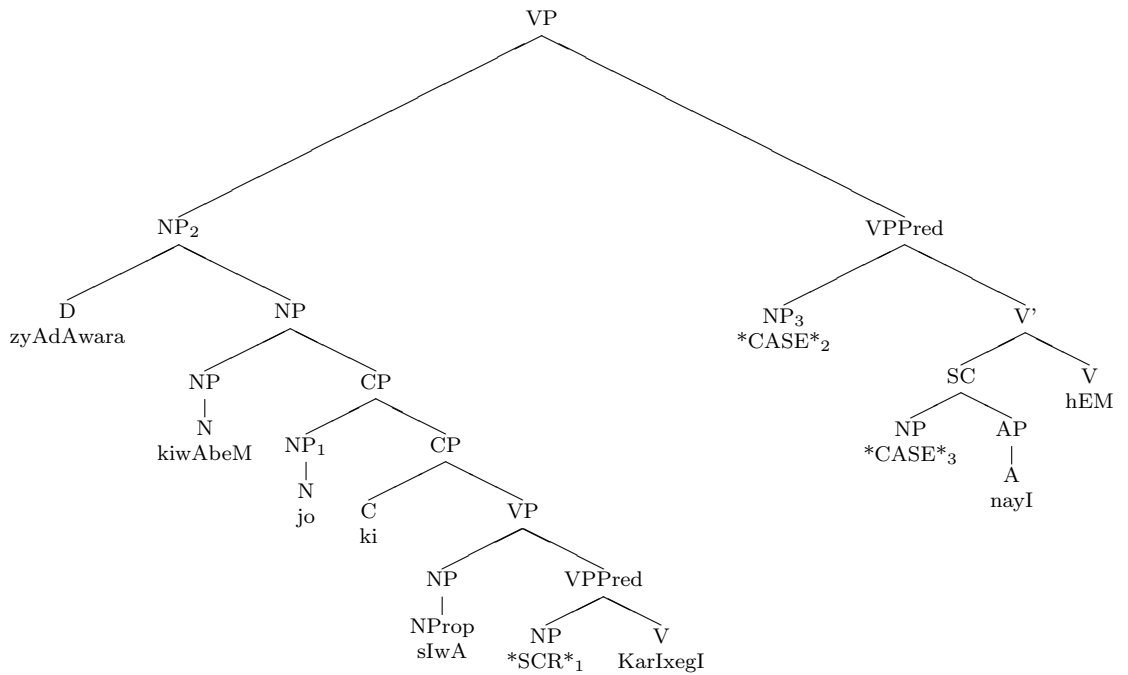 VP
NP₂ VPPred
D NP NP₃ V'
zyAdAwara *CASE*₂
NP CP SC V
hEM
N NP₁ CP NP AP
kiwAbeM *CASE*₃
N C VP A
jo ki nayI
NP VPPred
NProp NP V
sIwA *SCR*₁ KarIxegI